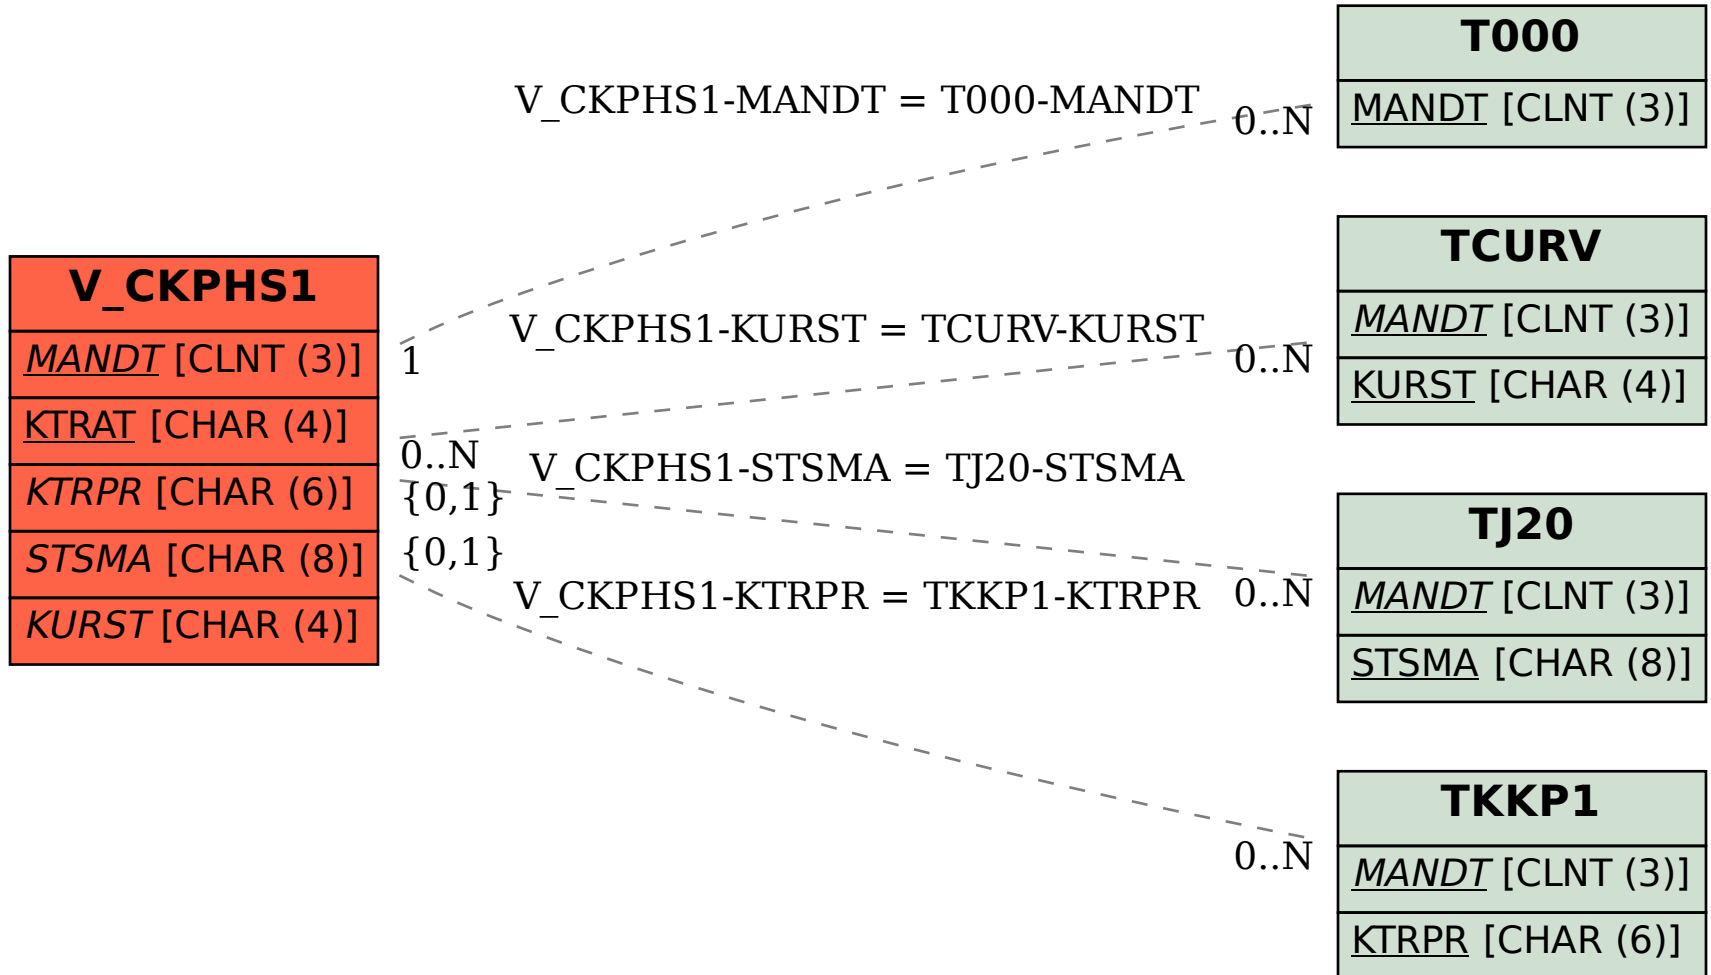 V_CKPHS1
MANDT [CLNT (3)]
KTRAT [CHAR (4)]
KTRPR [CHAR (6)]
STSMA [CHAR (8)]
KURST [CHAR (4)]
V_CKPHS1-MANDT = T000-MANDT
0..N
1
V_CKPHS1-KURST = TCURV-KURST
0..N
0..N
V_CKPHS1-STSMA = TJ20-STSMA
{0,1}
{0,1}
V_CKPHS1-KTRPR = TKKP1-KTRPR
0..N
0..N
T000
MANDT [CLNT (3)]
TCURV
MANDT [CLNT (3)]
KURST [CHAR (4)]
TJ20
MANDT [CLNT (3)]
STSMA [CHAR (8)]
TKKP1
MANDT [CLNT (3)]
KTRPR [CHAR (6)]